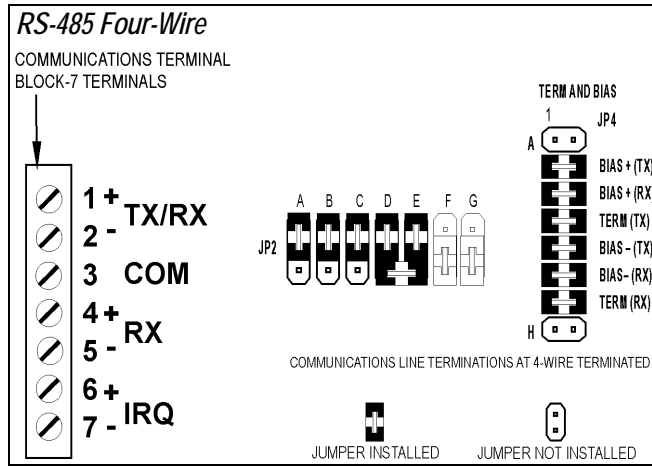 RS-485 Four-Wire
COMMUNICATIONS TERMINAL
BLOCK-7 TERMINALS
1 +
TX/RX
2 -
3 COM
4 +
RX
5 -
6 +
IRQ
7 -
A B C D E F G
JP2
TERM AND BIAS
1 JP4
A
BIAS + (TX)
BIAS + (RX)
TERM (TX)
BIAS – (TX)
BIAS– (RX)
TERM (RX)
H
COMMUNICATIONS LINE TERMINATIONS AT 4-WIRE TERMINATED
JUMPER INSTALLED
JUMPER NOT INSTALLED